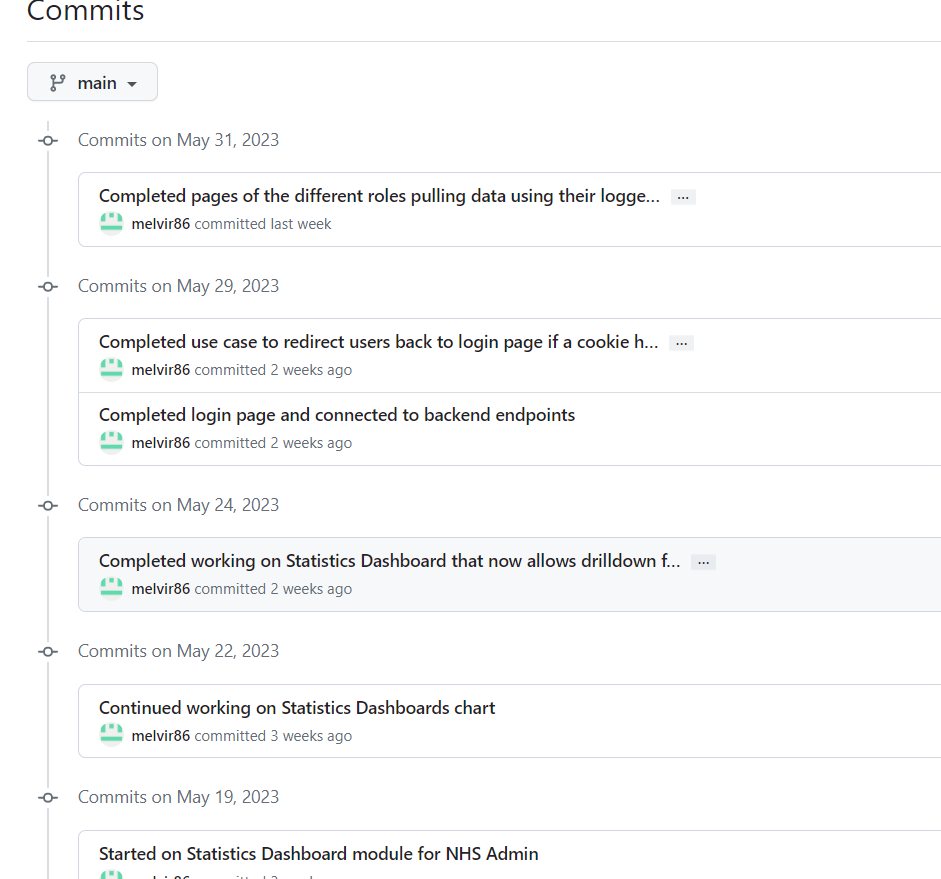 Commits
main
Commits on May 31, 2023
Completed pages of the different roles pulling data using their logge... ...
melvir86 committed last week
Commits on May 29, 2023
Completed use case to redirect users back to login page if a cookie h... ...
melvir86 committed 2 weeks ago
Completed login page and connected to backend endpoints
melvir86 committed 2 weeks ago
Commits on May 24, 2023
Completed working on Statistics Dashboard that now allows drilldown f... ...
melvir86 committed 2 weeks ago
Commits on May 22, 2023
Continued working on Statistics Dashboards chart
melvir86 committed 3 weeks ago
Commits on May 19, 2023
Started on Statistics Dashboard module for NHS Admin